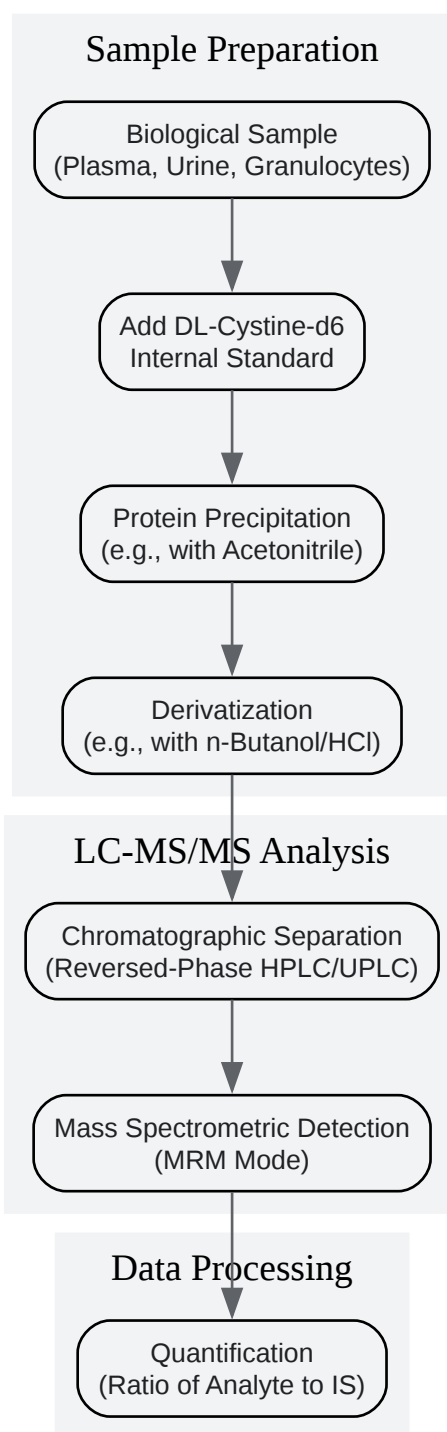 Sample Preparation
Biological Sample
(Plasma, Urine, Granulocytes)
Add DL-Cystine-d6
Internal Standard
Protein Precipitation
(e.g., with Acetonitrile)
Derivatization
(e.g., with n-Butanol/HCl)
LC-MS/MS Analysis
Chromatographic Separation
(Reversed-Phase HPLC/UPLC)
Mass Spectrometric Detection
(MRM Mode)
Data Processing
Quantification
(Ratio of Analyte to IS)